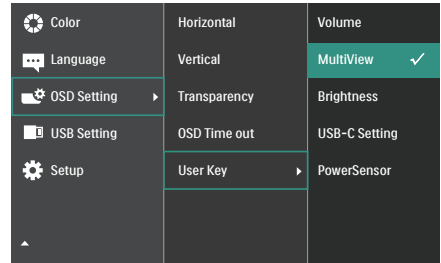 Color
Language
OSD Setting
USB Setting
Setup
Horizontal
Vertical
Transparency
OSD Time out
User Key
Volume
MultiView
Brightness
USB-C Setting
PowerSensor